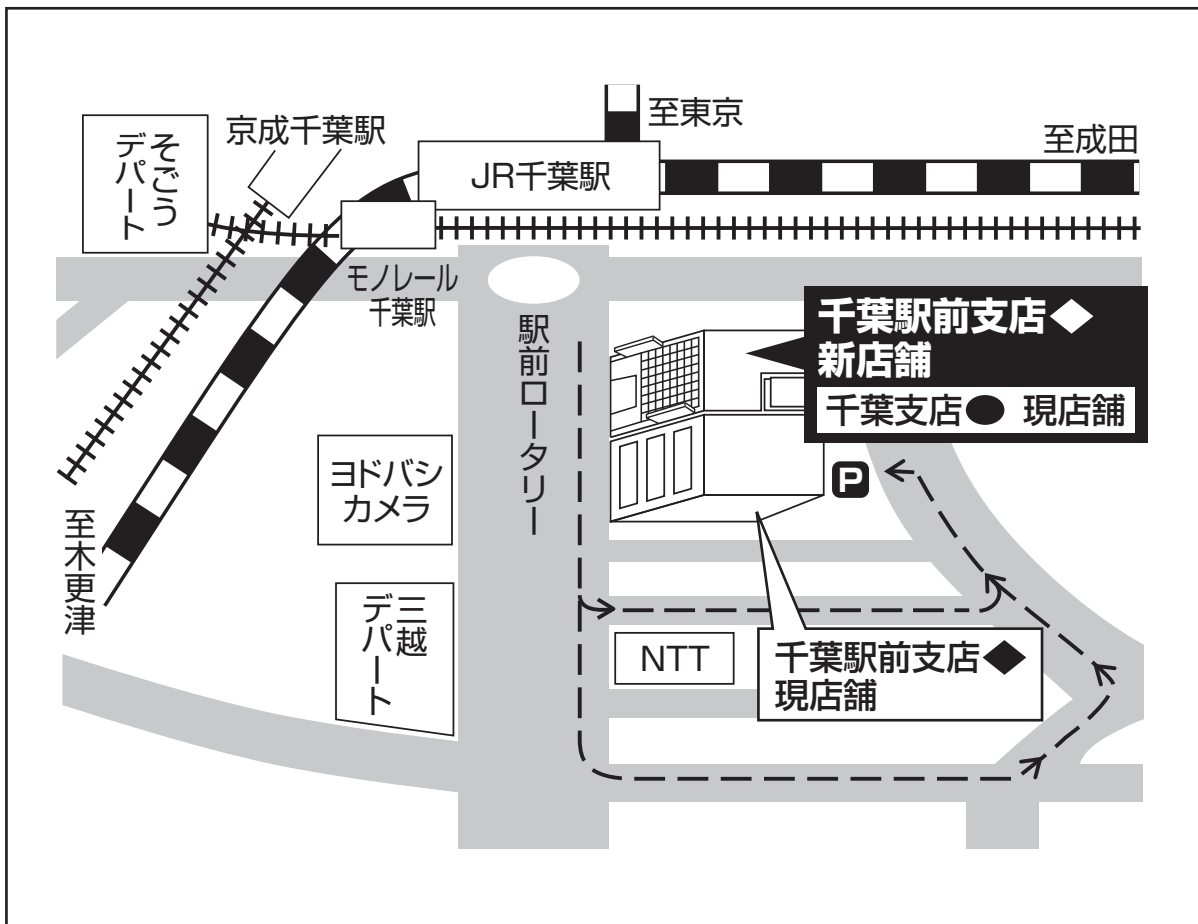 至東京
京成千葉駅
至成田
そごう
デパート
JR千葉駅
モノレール
千葉駅
千葉駅前支店◆
新店舗
千葉支店● 現店舗
駅前ロータリー
ヨドバシ
カメラ
P
至木更津
三越
デパート
NTT
千葉駅前支店◆
現店舗